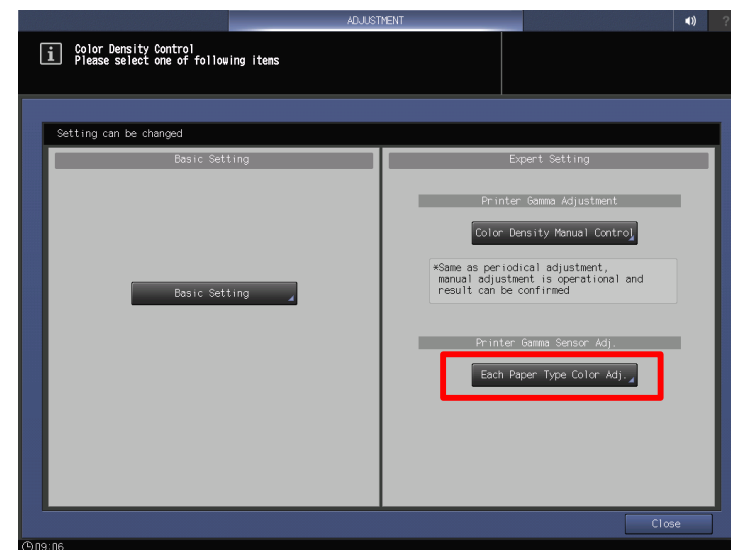 ADJUSTMENT
?
i
Color Density Control
Please select one of following items
Setting can be changed
Basic Setting
Basic Setting
Expert Setting
Printer Gamma Adjustment
Color Density Manual Control
*Same as periodical adjustment,
manual adjustment is operational and
result can be confirmed
Printer Gamma Sensor Adj.
Each Paper Type Color Adj.
Close
09:06